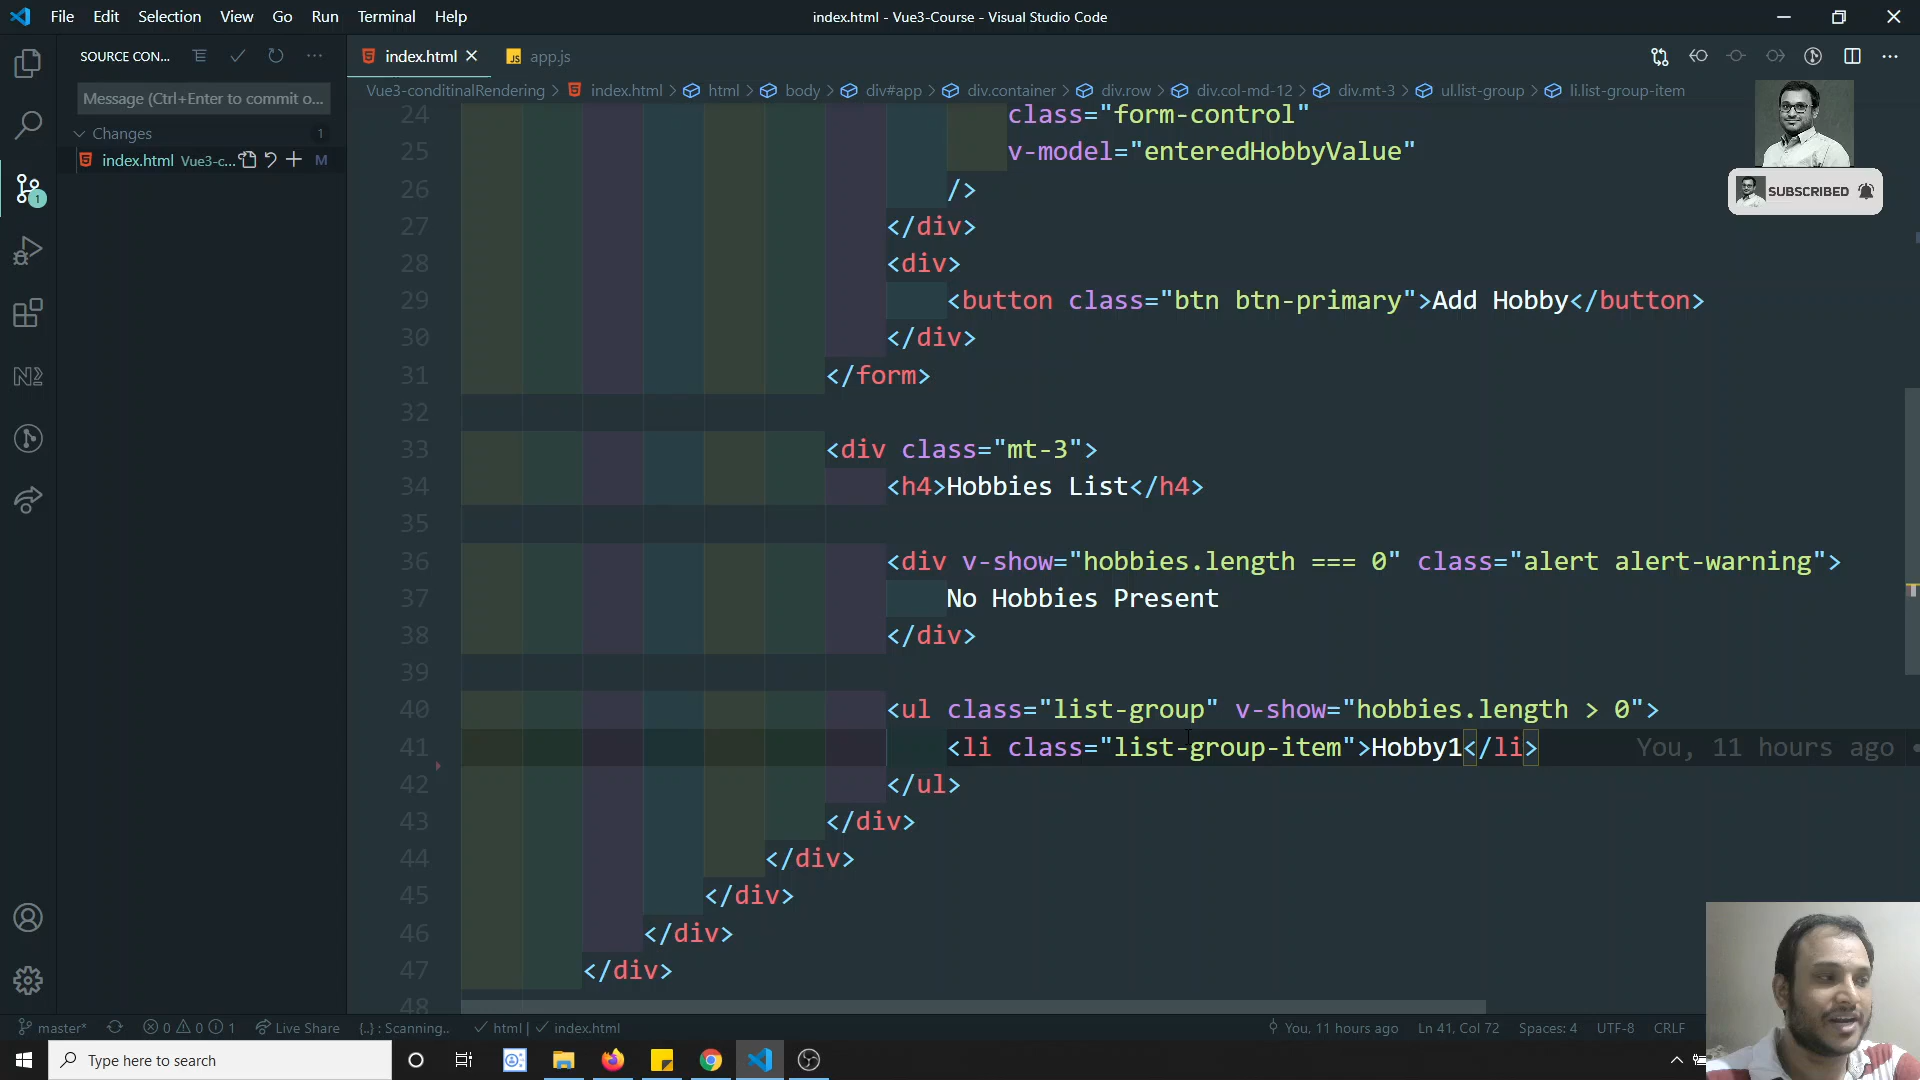 File Edit Selection View Go Run Terminal Help
index.html - Vue3-Course - Visual Studio Code
SOURCE CON...
index.html
JS app.js
Message (Ctrl+Enter to commit o...
Vue3-conditinalRendering > index.html > html > body > div#app > div.container > div.row > div.col-md-12 > div.mt-3 > ul.list-group > li.list-group-item
Changes 1
index.html Vue3-c... M
SUBSCRIBED
24 class="form-control"
25 v-model="enteredHobbyValue"
26 />
27 </div>
28 <div>
29 <button class="btn btn-primary">Add Hobby</button>
30 </div>
31 </form>
32
33 <div class="mt-3">
34 <h4>Hobbies List</h4>
35
36 <div v-show="hobbies.length === 0" class="alert alert-warning">
37 No Hobbies Present
38 </div>
39
40 <ul class="list-group" v-show="hobbies.length > 0">
41 <li class="list-group-item">Hobby1</li> You, 11 hours ago
42 </ul>
43 </div>
44 </div>
45 </div>
46 </div>
47 </div>
48
master* 0 0 1 Live Share {..} : Scanning.. html | index.html You, 11 hours ago Ln 41, Col 72 Spaces: 4 UTF-8 CRLF
Type here to search